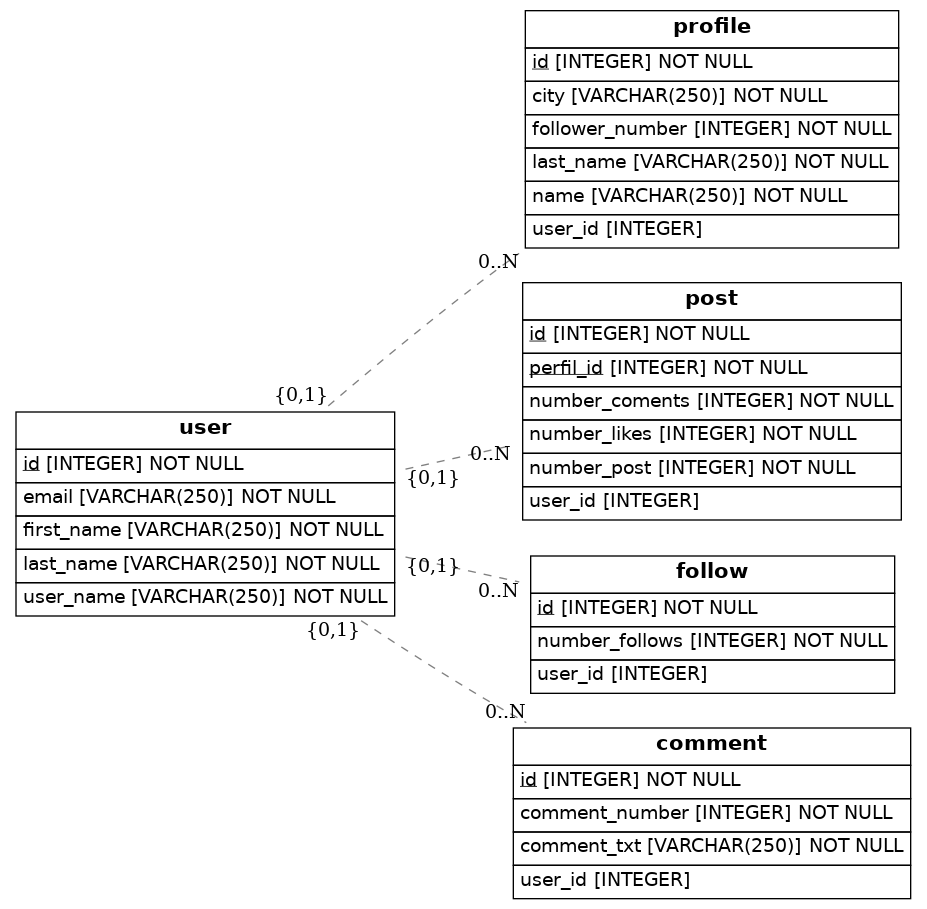 profile
id [INTEGER] NOT NULL
city [VARCHAR(250)] NOT NULL
follower_number [INTEGER] NOT NULL
last_name [VARCHAR(250)] NOT NULL
name [VARCHAR(250)] NOT NULL
user_id [INTEGER]
0..N
{0,1}
post
id [INTEGER] NOT NULL
perfil_id [INTEGER] NOT NULL
number_coments [INTEGER] NOT NULL
number_likes [INTEGER] NOT NULL
number_post [INTEGER] NOT NULL
user_id [INTEGER]
0..N
{0,1}
user
id [INTEGER] NOT NULL
email [VARCHAR(250)] NOT NULL
first_name [VARCHAR(250)] NOT NULL
last_name [VARCHAR(250)] NOT NULL
user_name [VARCHAR(250)] NOT NULL
{0,1}
0..N
follow
id [INTEGER] NOT NULL
number_follows [INTEGER] NOT NULL
user_id [INTEGER]
{0,1}
0..N
comment
id [INTEGER] NOT NULL
comment_number [INTEGER] NOT NULL
comment_txt [VARCHAR(250)] NOT NULL
user_id [INTEGER]